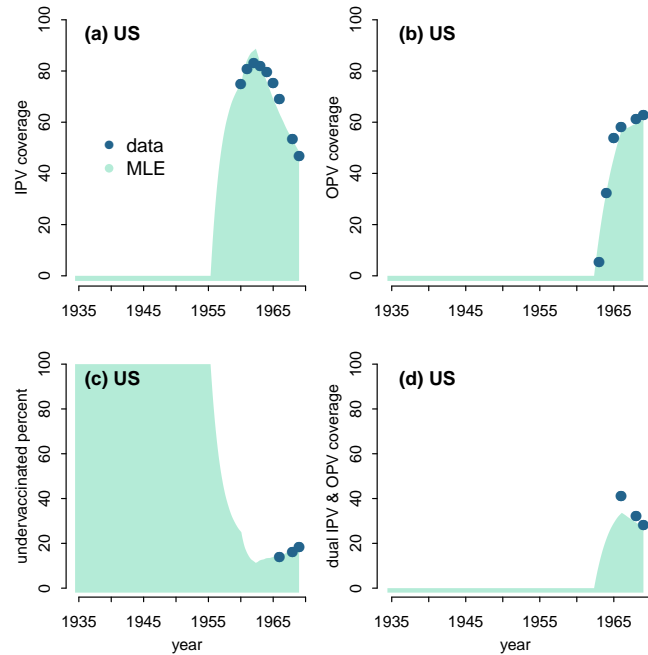 (a) US
IPV coverage
0 20 40 60 80 100
data
MLE
1935 1945 1955 1965
(b) US
OPV coverage
0 20 40 60 80 100
1935 1945 1955 1965
(c) US
undervaccinated percent
0 20 40 60 80 100
1935 1945 1955 1965
year
(d) US
dual IPV & OPV coverage
0 20 40 60 80 100
1935 1945 1955 1965
year